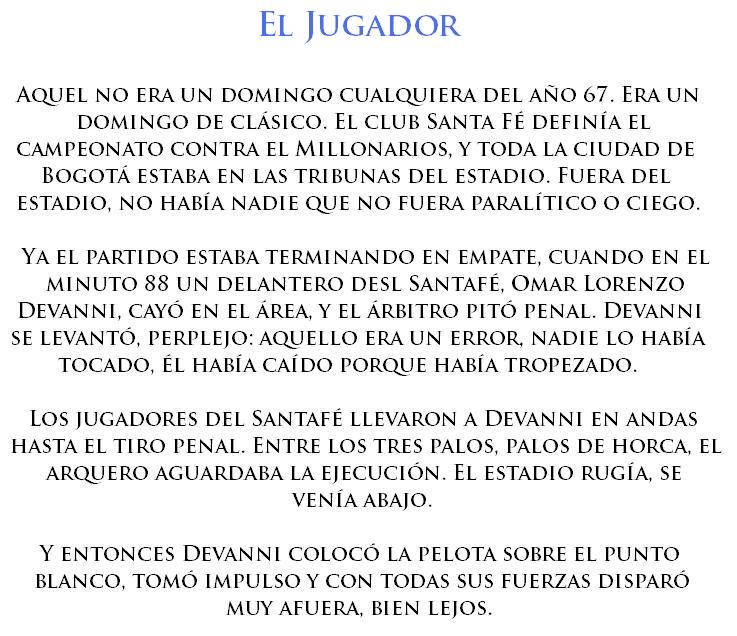 El Jugador
Aquel no era un domingo cualquiera del año 67. Era un
domingo de clásico. El club Santa Fé definía el
campeonato contra el Millonarios, y toda la ciudad de
Bogotá estaba en las tribunas del estadio. Fuera del
estadio, no había nadie que no fuera paralítico o ciego.
Ya el partido estaba terminando en empate, cuando en el
minuto 88 un delantero desl Santafé, Omar Lorenzo
Devanni, cayó en el área, y el árbitro pitó penal. Devanni
se levantó, perplejo: aquello era un error, nadie lo había
tocado, él había caído porque había tropezado.
Los jugadores del Santafé llevaron a Devanni en andas
hasta el tiro penal. Entre los tres palos, palos de horca, el
arquero aguardaba la ejecución. El estadio rugía, se
venía abajo.
Y entonces Devanni colocó la pelota sobre el punto
blanco, tomó impulso y con todas sus fuerzas disparó
muy afuera, bien lejos.